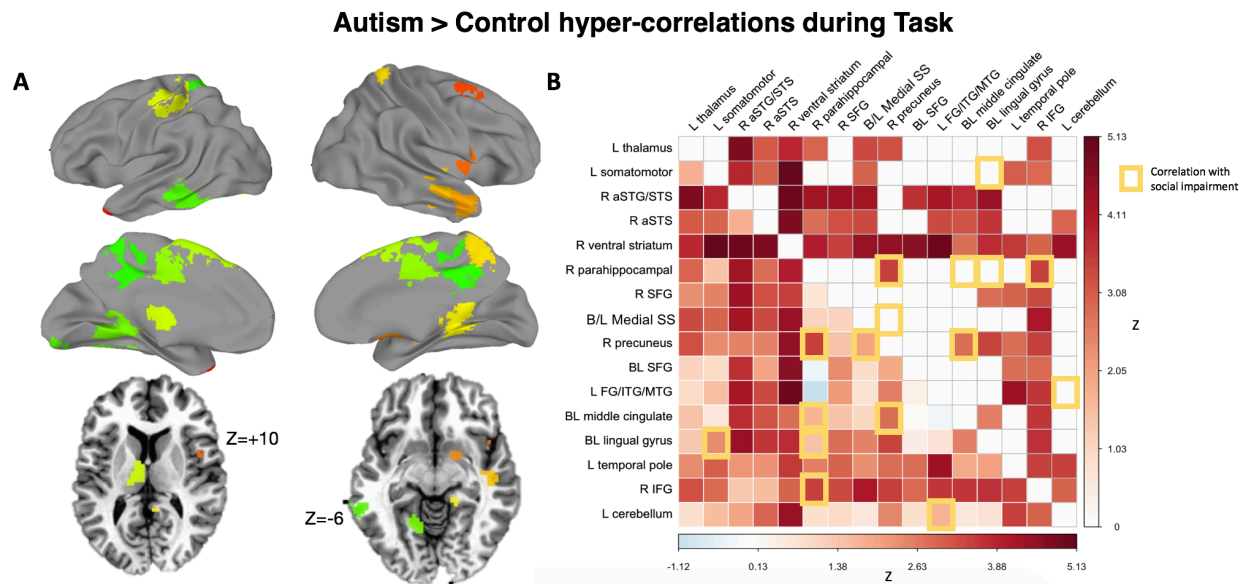 Autism > Control hyper-correlations during Task
A
B
L thalamus
L somatomotor
R aSTG/STS
R aSTS
R ventral striatum
R parahippocampal
R SFG
B/L Medial SS
R precuneus
BL SFG
L FG/ITG/MTG
BL middle cingulate
BL lingual gyrus
L temporal pole
R IFG
L cerebellum
L thalamus
L somatomotor
R aSTG/STS
R aSTS
R ventral striatum
R parahippocampal
R SFG
B/L Medial SS
R precuneus
BL SFG
L FG/ITG/MTG
BL middle cingulate
BL lingual gyrus
L temporal pole
R IFG
L cerebellum
5.13
4.11
3.08
2.05
1.03
0
Z
Correlation with
social impairment
-1.12
0.13
1.38
2.63
3.88
5.13
Z
Z=+10
Z=-6